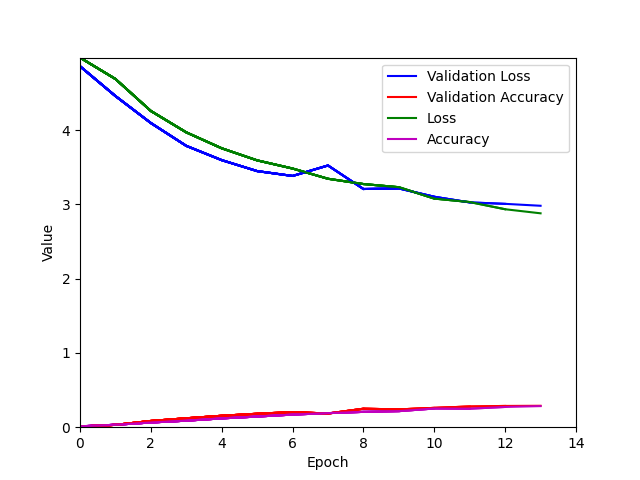 Validation Loss
Validation Accuracy
Loss
Accuracy
4
3
2
1
0
Value
0 2 4 6 8 10 12 14
Epoch